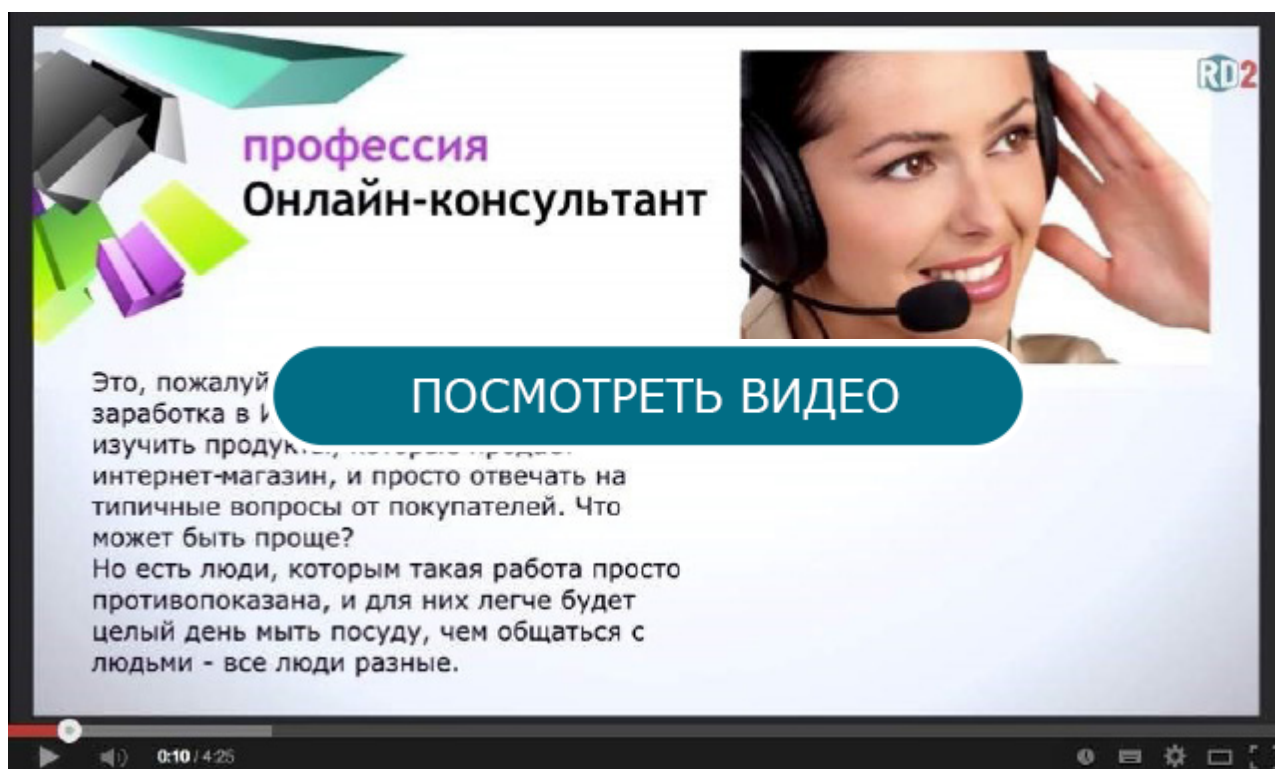 RD2
профессия
Онлайн-консультант
Это, пожалуй
заработка в
ПОСМОТРЕТЬ ВИДЕО
изучить
интернет-магазин, и просто отвечать на
типичные вопросы от покупателей. Что
может быть проще?
Но есть люди, которым такая работа просто
противопоказана, и для них легче будет
целый день мыть посуду, чем общаться с
людьми - все люди разные.
0:10 / 4:25